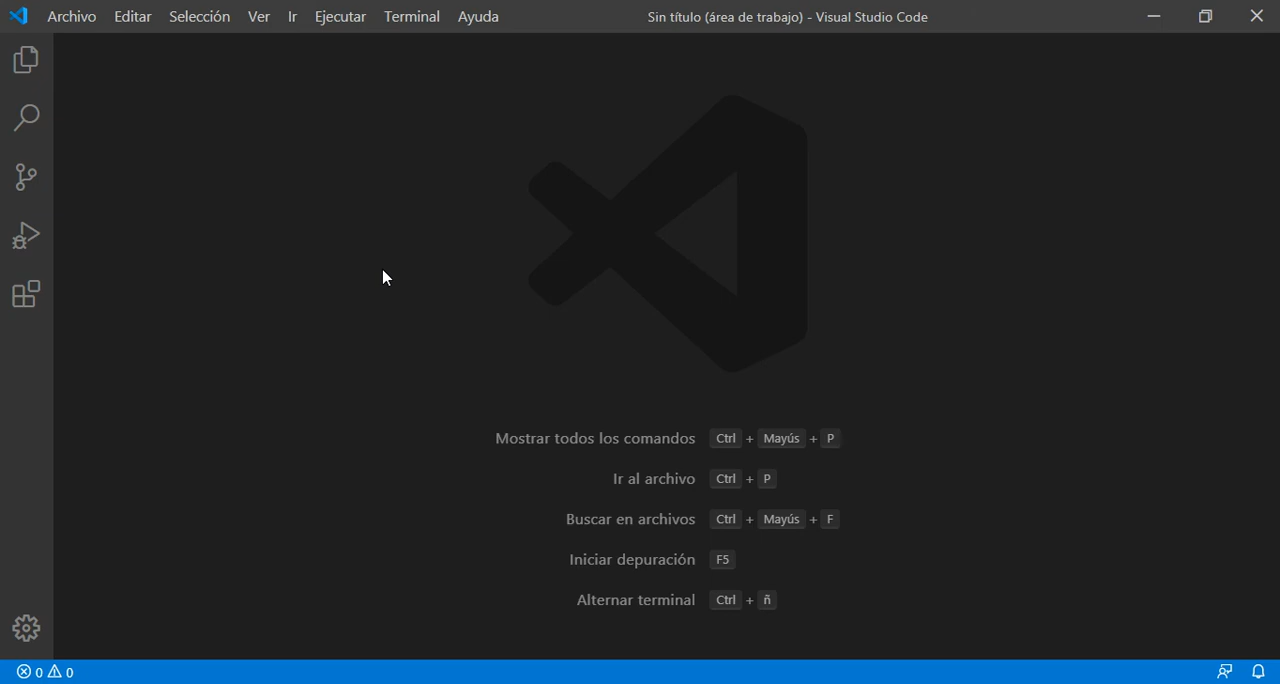 Archivo Editar Selección Ver Ir Ejecutar Terminal Ayuda Sin título (área de trabajo) - Visual Studio Code
Mostrar todos los comandos Ctrl + Mayús + P
Ir al archivo Ctrl + P
Buscar en archivos Ctrl + Mayús + F
Iniciar depuración F5
Alternar terminal Ctrl + ñ
0 0